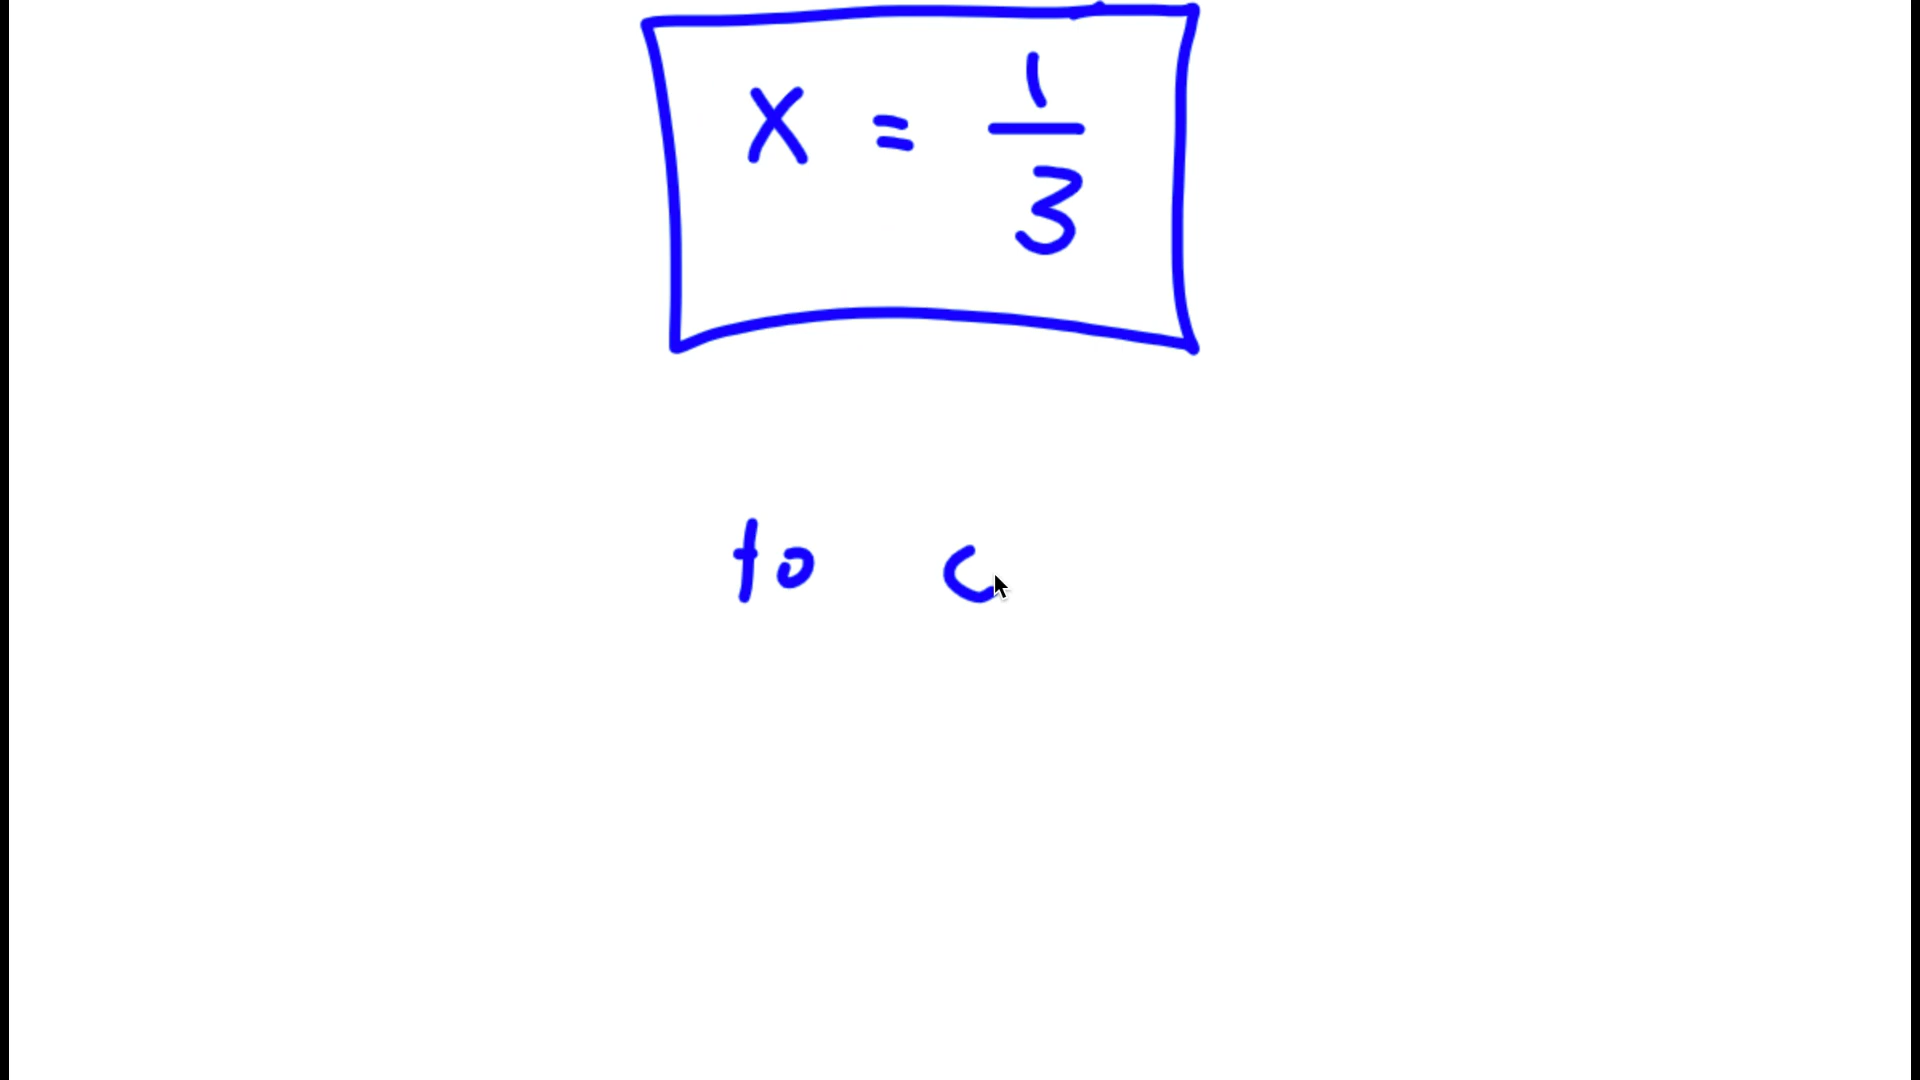 x = 1/3
to c